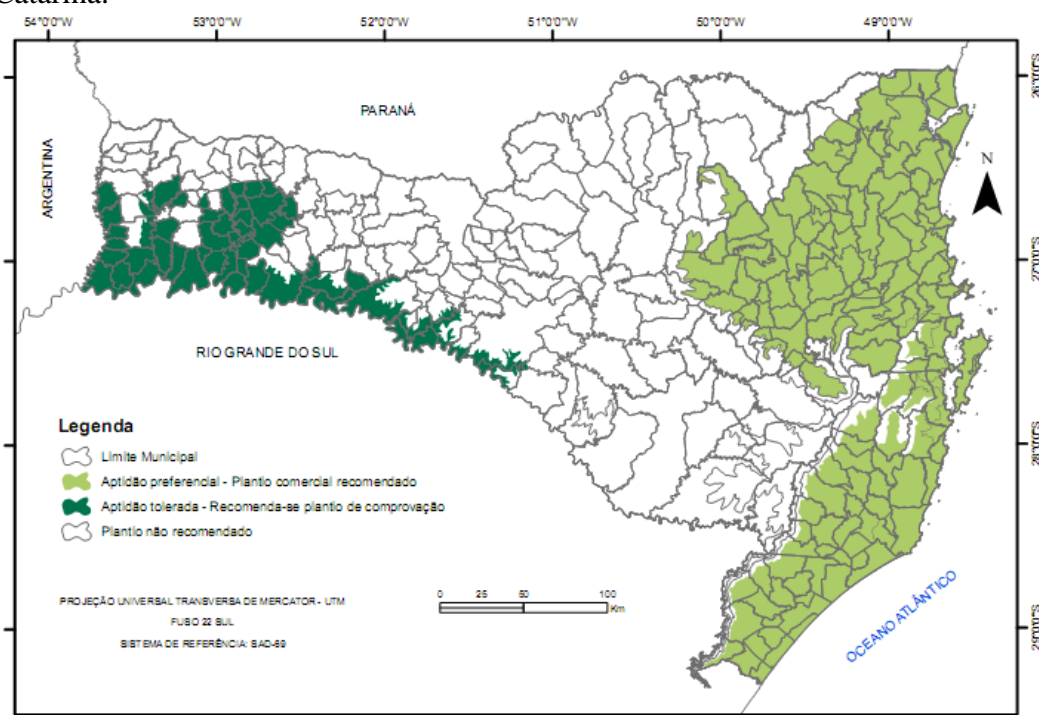 Catarina.
54°0'0"W 53°0'0"W 52°0'0"W 51°0'0"W 50°0'0"W 49°0'0"W
26°0'0"S
PARANÁ
ARGENTINA
N
27°0'0"S
RIO GRANDE DO SUL
Legenda
Limite Municipal
28°0'0"S
Aptidão preferencial - Plantio comercial recomendado
Aptidão tolerada - Recomenda-se plantio de comprovação
Plantio não recomendado
0 25 50 100
Km
PROJEÇÃO UNIVERSAL TRANSVERSA DE MERCATOR - UTM
FUSO 22 SUL
SISTEMA DE REFERÊNCIA: SAD-69
OCEANO ATLÂNTICO
29°0'0"S